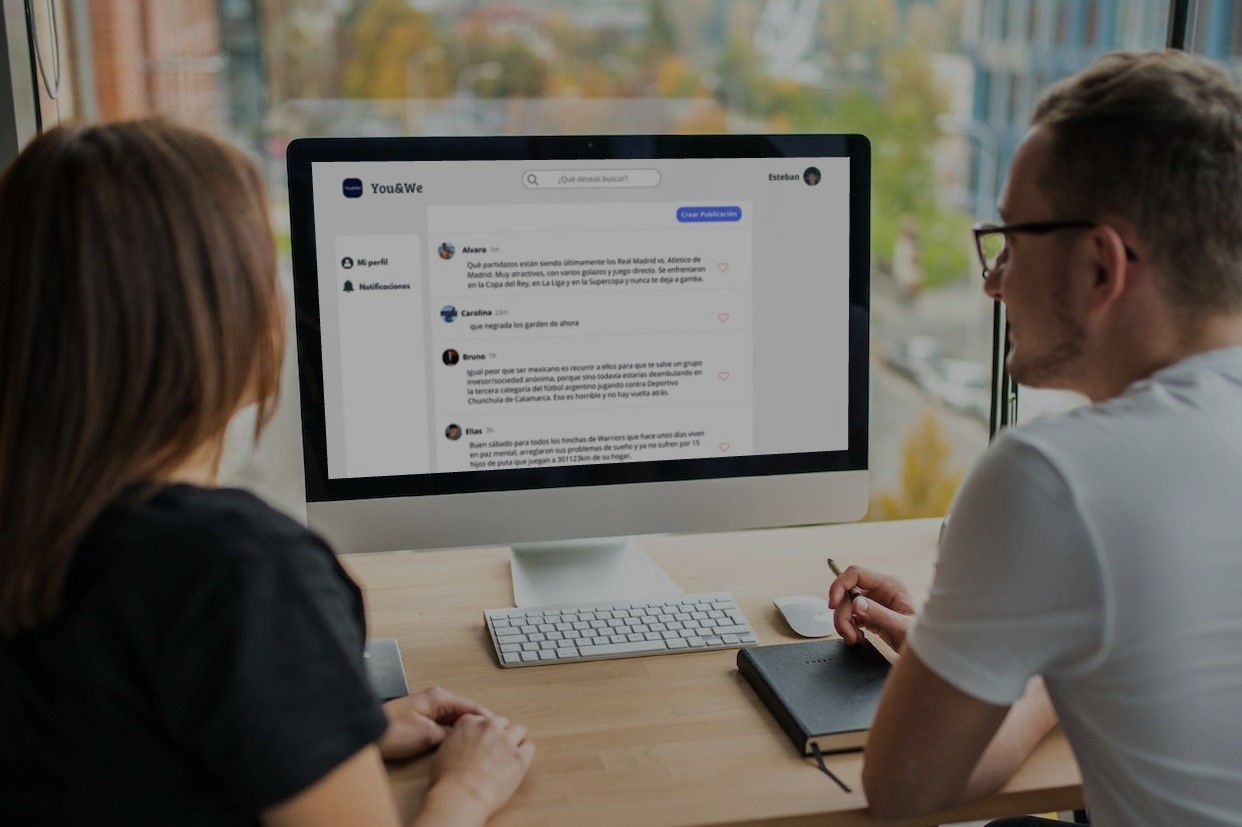 You&We
You&We
¿Qué deseas buscar?
Esteban
Crear Publicación
Mi perfil
Notificaciones
Alvaro 1m
Qué partidazos están siendo últimamente los Real Madrid vs. Atletico de
Madrid. Muy atractives, con varios golazos y juego directo. Se enfrentaron
en la Copa del Rey, en La Liga y en la Supercopa y nunca te deja a gamba.
Carolina 23m
que negrada los garden de ahora
Bruno 1h
Igual peor que ser mexicano es recurrir a ellos para que te salve un grupo
invesor/sociedad anónima, porque sino todavía estarías deambulando en
la tercera categoría del fútbol argentino jugando contra Deportivo
Chunchula de Catamarca. Eso es horrible y no hay vuelta atrás.
Elias 3h
Buen sábado para todos los hinchas de Warriors que hace unos días viven
en paz mental, arreglaron sus problemas de sueño y ya no sufren por 15
hijos de puta que juegan a 301123km de su hogar.